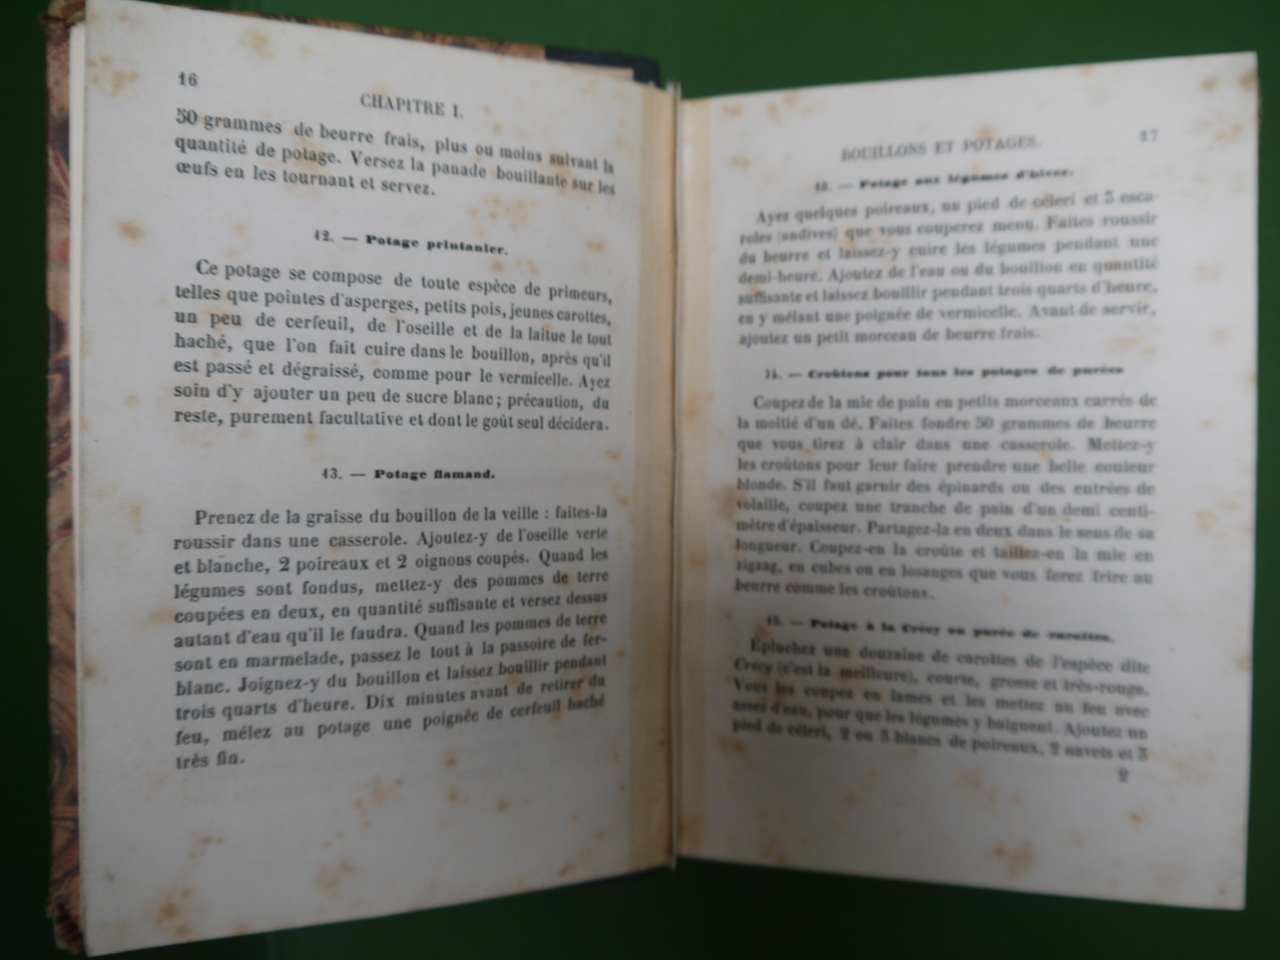 16
CHAPITRE I.
50 grammes de beurre frais, plus ou moins suivant la
quantité de potage. Versez la panade bouillante sur les
œufs en les tournant et servez.
12. — Potage printanier.
Ce potage se compose de toute espèce de primeurs,
telles que pointes d'asperges, petits pois, jeunes carottes,
un peu de cerfeuil, de l'oseille et de la laitue le tout
haché, que l'on fait cuire dans le bouillon, après qu'il
est passé et dégraissé, comme pour le vermicelle. Ayez
soin d'y ajouter un peu de sucre blanc; précaution, du
reste, purement facultative et dont le goût seul décidera.
13. — Potage flamand.
Prenez de la graisse du bouillon de la veille : faites-la
roussir dans une casserole. Ajoutez-y de l'oseille verte
et blanche, 2 poireaux et 2 oignons coupés. Quand les
légumes sont fondus, mettez-y des pommes de terre
coupées en deux, en quantité suffisante et versez dessus
autant d'eau qu'il le faudra. Quand les pommes de terre
sont en marmelade, passez le tout à la passoire de fer-
blanc. Joignez-y du bouillon et laissez bouillir pendant
trois quarts d'heure. Dix minutes avant de retirer du
feu, mêlez au potage une poignée de cerfeuil haché
très fin.
BOUILLONS ET POTAGES.
17
— Potage aux légumes d'hiver.
Ayez quelques poireaux, un pied de céleri et 3 esca-
roles (andives) que vous couperez menu. Faites roussir
du beurre et laissez-y cuire les légumes pendant une
demi-heure. Ajoutez de l'eau ou du bouillon en quantité
suffisante et laissez bouillir pendant trois quarts d'heure,
en y mêlant une poignée de vermicelle. Avant de servir,
ajoutez un petit morceau de beurre frais.
14. — Croûtons pour tous les potages de purées
Coupez de la mie de pain en petits morceaux carrés de
la moitié d'un dé. Faites fondre 50 grammes de beurre
que vous tirez à clair dans une casserole. Mettez-y
les croûtons pour leur faire prendre une belle couleur
blonde. S'il faut garnir des épinards ou des entrées de
volaille, coupez une tranche de pain d'un demi centi-
mètre d'épaisseur. Partagez-la en deux dans le sens de sa
longueur. Coupez-en la croûte et taillez-en la mie en
zigzag, en cubes ou en losanges que vous ferez frire au
beurre comme les croûtons.
15. — Potage à la Crécy ou purée de carottes.
Épluchez une douzaine de carottes de l'espèce dite
Crécy (c'est la meilleure), courte, grosse et très-rouge.
Vous les coupez en lames et les mettez au feu avec
assez d'eau, pour que les légumes y baignent. Ajoutez un
pied de céleri, 2 ou 3 blancs de poireaux, 2 navets et 3
2